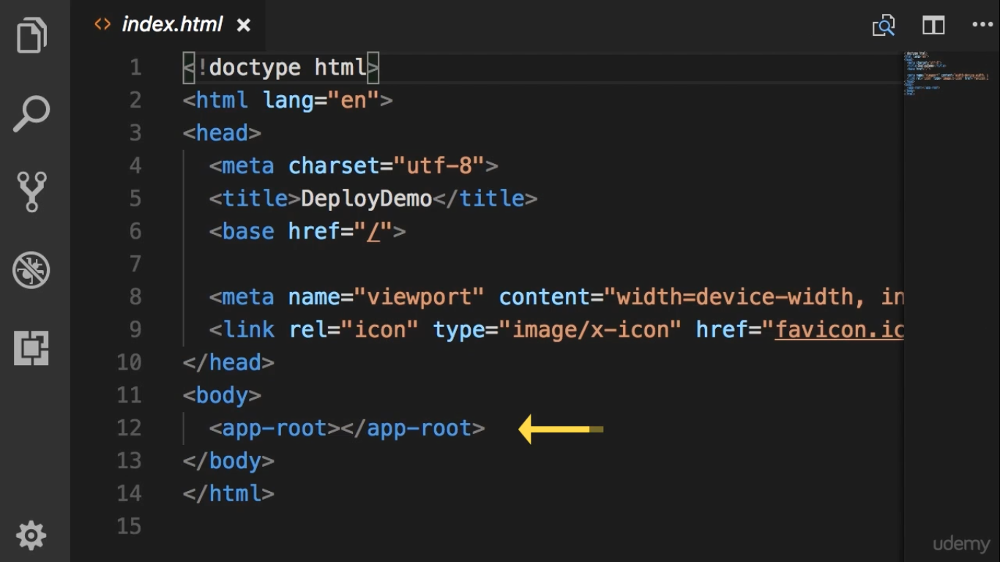 index.html
1 <!doctype html>
2 <html lang="en">
3 <head>
4 <meta charset="utf-8">
5 <title>DeployDemo</title>
6 <base href="/">
7
8 <meta name="viewport" content="width=device-width, in
9 <link rel="icon" type="image/x-icon" href="favicon.ic
10 </head>
11 <body>
12 <app-root></app-root>
13 </body>
14 </html>
15
udemy